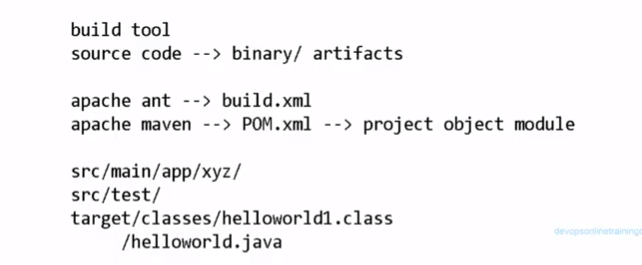 build tool
source code --> binary/ artifacts
apache ant --> build.xml
apache maven --> POM.xml --> project object module
src/main/app/xyz/
src/test/
target/classes/helloworld1.class
/helloworld.java
devopsonlinetraining